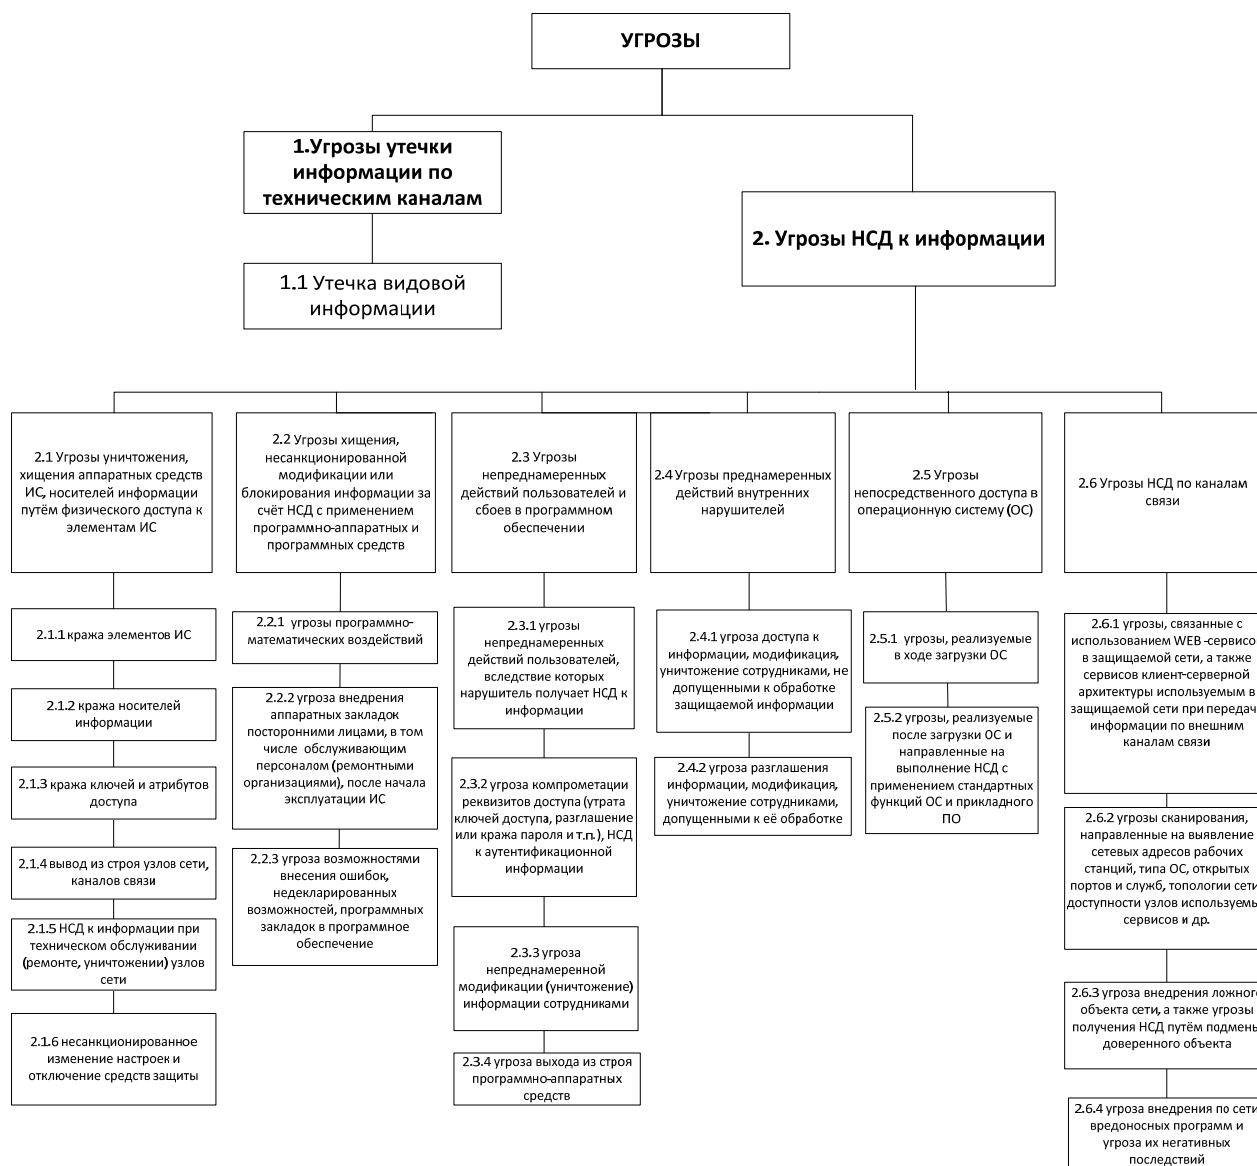 УГРОЗЫ
1.Угрозы утечки
информации по
техническим каналам
2. Угрозы НСД к информации
1.1 Утечка видовой
информации
2.1 Угрозы уничтожения,
хищения аппаратных средств
ИС, носителей информации
путём физического доступа к
элементам ИС
2.1.1 кража элементов ИС
2.1.2 кража носителей
информации
2.1.3 кража ключей и атрибутов
доступа
2.1.4 вывод из строя узлов сети,
каналов связи
2.1.5 НСД к информации при
техническом обслуживании
(ремонте, уничтожении) узлов
сети
2.1.6 несанкционированное
изменение настроек и
отключение средств защиты
2.2 Угрозы хищения,
несанкционированной
модификации или
блокирования информации за
счёт НСД с применением
программно-аппаратных и
программных средств
2.2.1 угрозы программно-
математических воздействий
2.2.2 угроза внедрения
аппаратных закладок
посторонними лицами, в том
числе обслуживающим
персоналом (ремонтными
организациями), после начала
эксплуатации ИС
2.2.3 угроза возможностями
внесения ошибок,
недекларированных
возможностей, программных
закладок в программное
обеспечение
2.3 Угрозы
непреднамеренных
действий пользователей и
сбоев в программном
обеспечении
2.3.1 угрозы
непреднамеренных
действий пользователей,
вследствие которых
нарушитель получает НСД к
информации
2.3.2 угроза компрометации
реквизитов доступа (утрата
ключей доступа, разглашение
или кража пароля и т.п.), НСД
к аутентификационной
информации
2.3.3 угроза
непреднамеренной
модификации (уничтожение)
информации сотрудниками
2.3.4 угроза выхода из строя
программно-аппаратных
средств
2.4 Угрозы преднамеренных
действий внутренних
нарушителей
2.4.1 угроза доступа к
информации, модификация,
уничтожение сотрудниками, не
допущенными к обработке
защищаемой информации
2.4.2 угроза разглашения
информации, модификация,
уничтожение сотрудниками,
допущенными к её обработке
2.5 Угрозы
непосредственного доступа в
операционную систему (ОС)
2.5.1 угрозы, реализуемые
в ходе загрузки ОС
2.5.2 угрозы, реализуемые
после загрузки ОС и
направленные на
выполнение НСД с
применением стандартных
функций ОС и прикладного
ПО
2.6 Угрозы НСД по каналам
связи
2.6.1 угрозы, связанные с
использованием WEB -сервисо
в защищаемой сети, а также
сервисов клиент-серверной
архитектуры используемым в
защищаемой сети при передач
информации по внешним
каналам связи
2.6.2 угрозы сканирования,
направленные на выявление
сетевых адресов рабочих
станций, типа ОС, открытых
портов и служб, топологии сети
доступности узлов используемы
сервисов и др.
2.6.3 угроза внедрения ложного
объекта сети, а также угрозы
получения НСД путём подмены
доверенного объекта
2.6.4 угроза внедрения по сети
вредоносных программ и
угроза их негативных
последствий